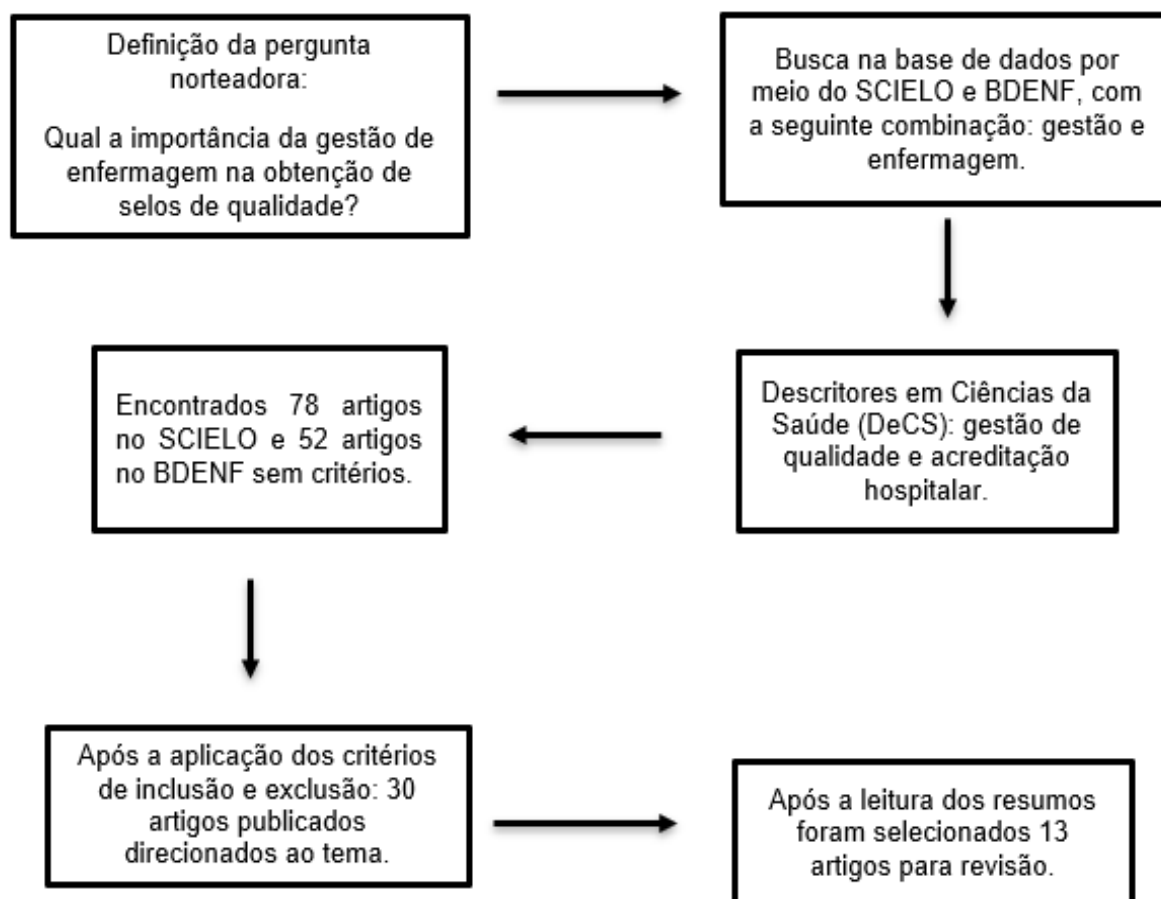 Definição da pergunta
norteadora:
Qual a importância da gestão de
enfermagem na obtenção de
selos de qualidade?
Busca na base de dados por
meio do SCIELO e BDENF, com
a seguinte combinação: gestão e
enfermagem.
Descritores em Ciências da
Saúde (DeCS): gestão de
qualidade e acreditação
hospitalar.
Encontrados 78 artigos
no SCIELO e 52 artigos
no BDENF sem critérios.
Após a aplicação dos critérios
de inclusão e exclusão: 30
artigos publicados
direcionados ao tema.
Após a leitura dos resumos
foram selecionados 13
artigos para revisão.